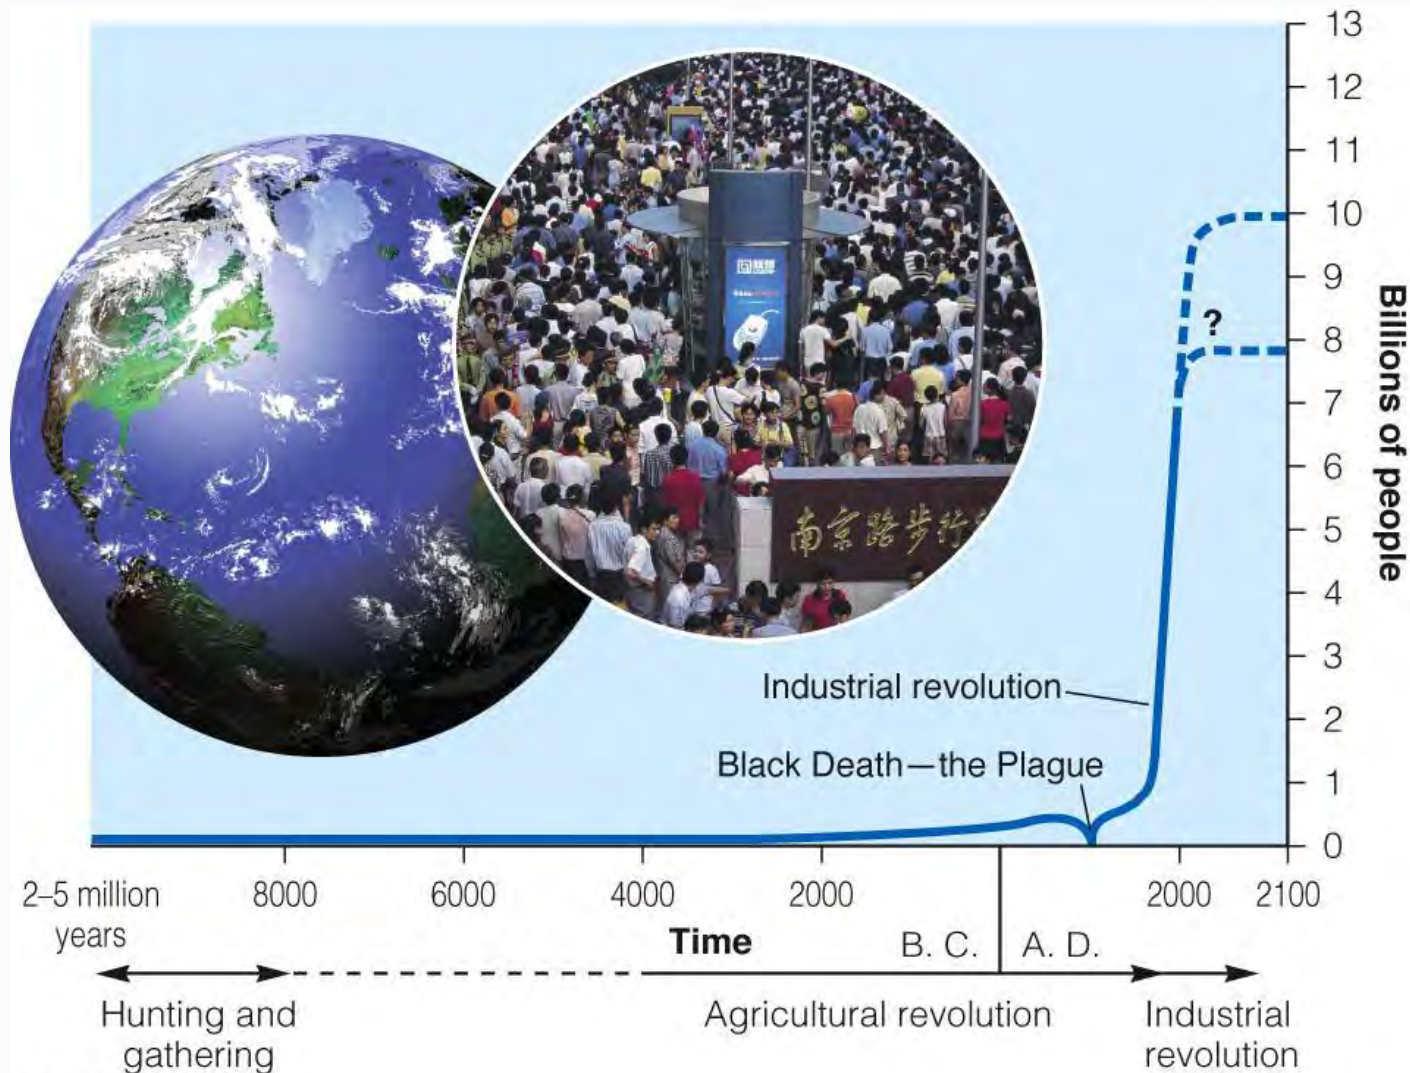 13
12
11
10
9
8
7
6
5
4
3
2
1
0
Billions of people
?
南京路步行
Industrial revolution
Black Death—the Plague
2–5 million
years
8000 6000 4000 2000 2000 2100
Time
B. C. A. D.
Hunting and
gathering
Agricultural revolution
Industrial
revolution